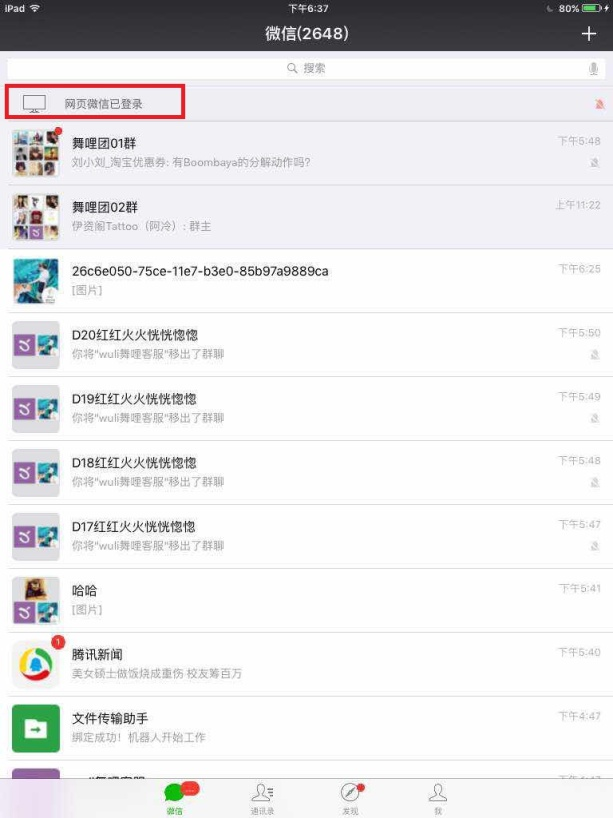 iPad 下午6:37 80%
微信(2648)
搜索
网页微信已登录
舞哩团01群 下午5:48
刘小刘_淘宝优惠券: 有Boombaya的分解动作吗?
舞哩团02群 上午11:22
伊资阁Tattoo（阿冷）: 群主
26c6e050-75ce-11e7-b3e0-85b97a9889ca 下午6:25
[图片]
D20红红火火恍恍惚惚 下午5:50
你将"wuli舞哩客服"移出了群聊
D19红红火火恍恍惚惚 下午5:49
你将"wuli舞哩客服"移出了群聊
D18红红火火恍恍惚惚 下午5:48
你将"wuli舞哩客服"移出了群聊
D17红红火火恍恍惚惚 下午5:47
你将"wuli舞哩客服"移出了群聊
哈哈 下午5:41
[图片]
1
腾讯新闻 下午5:40
美女硕士做饭烧成重伤 校友筹百万
文件传输助手 下午4:47
绑定成功！机器人开始工作
微信 通讯录 发现 我